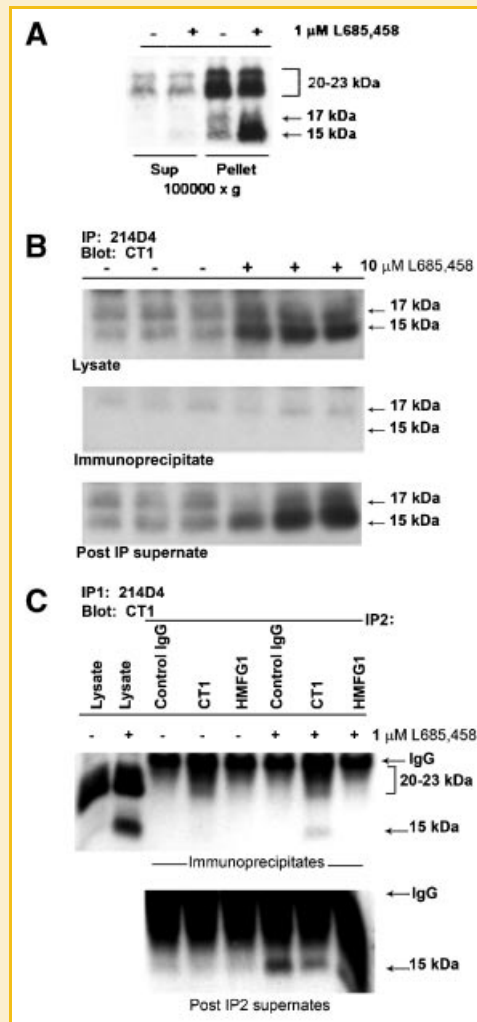 A
- + - + 1 µM L685,458
20-23 kDa
17 kDa
15 kDa
Sup Pellet
100000 x g
B
IP: 214D4
Blot: CT1
- - - + + + 10 µM L685,458
17 kDa
15 kDa
Lysate
17 kDa
15 kDa
Immunoprecipitate
17 kDa
15 kDa
Post IP supernate
C
IP1: 214D4
Blot: CT1
IP2:
Lysate Lysate Control IgG CT1 HMFG1 Control IgG CT1 HMFG1
- + - - - + + + 1 µM L685,458
IgG
20-23 kDa
15 kDa
Immunoprecipitates
IgG
15 kDa
Post IP2 supernates